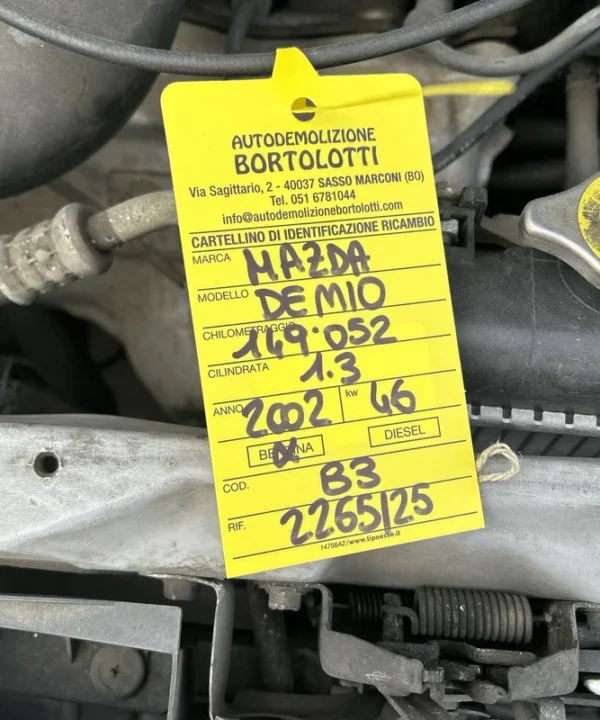 AUTODEMOLIZIONE
BORTOLOTTI
Via Sagittario, 2 - 40037 SASSO MARCONI (BO)
Tel. 051 6781044
info@autodemolizionebortolotti.com
CARTELLINO DI IDENTIFICAZIONE RICAMBIO
MARCA MAZDA
MODELLO DEMIO
CHILOMETRAGGIO 149.052
CILINDRATA 1.3
ANNO 2002 kw 46
BENZINA DIESEL
COD. B3
RIF. 2265/25
14756A2/www.tipoesse.it